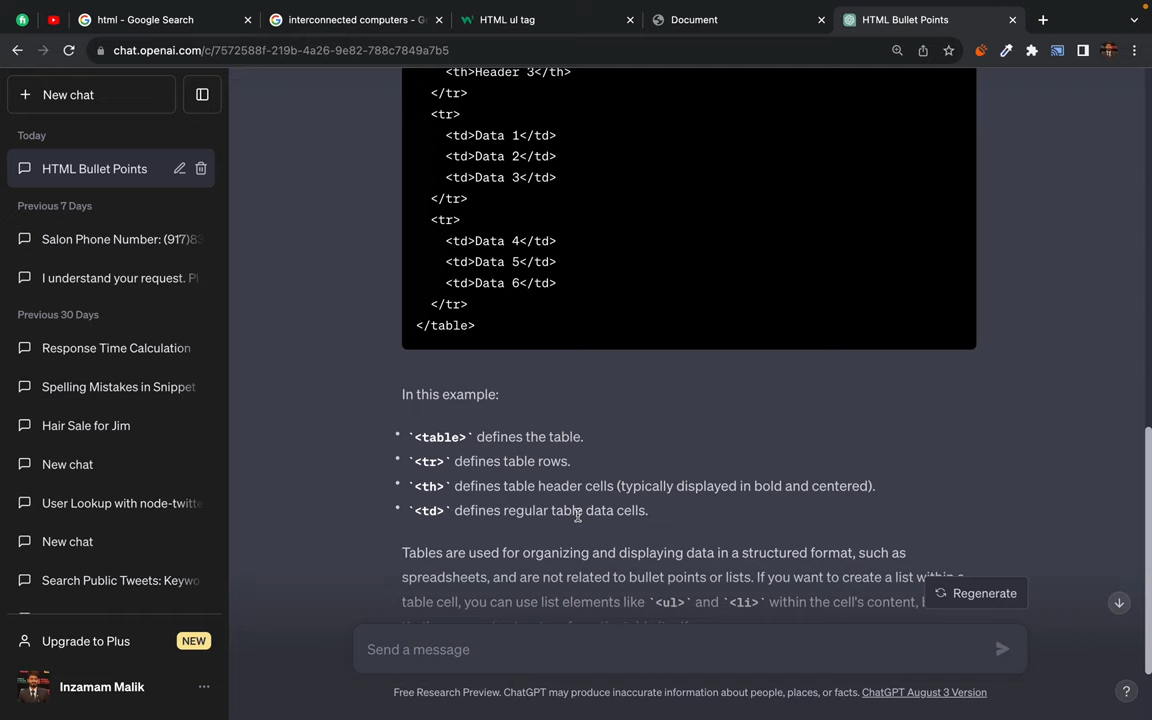 html - Google Search
interconnected computers - Go
HTML ul tag
Document
HTML Bullet Points
chat.openai.com/c/7572588f-219b-4a26-9e82-788c7849a7b5
New chat
Today
HTML Bullet Points
Previous 7 Days
Salon Phone Number: (917)83
I understand your request. Pl
Previous 30 Days
Response Time Calculation
Spelling Mistakes in Snippet
Hair Sale for Jim
New chat
User Lookup with node-twitte
New chat
Search Public Tweets: Keywo
Upgrade to Plus
NEW
Inzamam Malik
<th>Header 3</th>
</tr>
<tr>
<td>Data 1</td>
<td>Data 2</td>
<td>Data 3</td>
</tr>
<tr>
<td>Data 4</td>
<td>Data 5</td>
<td>Data 6</td>
</tr>
</table>
In this example:
• `<table>` defines the table.
• `<tr>` defines table rows.
• `<th>` defines table header cells (typically displayed in bold and centered).
• `<td>` defines regular table data cells.
Tables are used for organizing and displaying data in a structured format, such as
spreadsheets, and are not related to bullet points or lists. If you want to create a list within a
table cell, you can use list elements like `<ul>` and `<li>` within the cell's content,
Regenerate
Send a message
Free Research Preview. ChatGPT may produce inaccurate information about people, places, or facts. ChatGPT August 3 Version
?